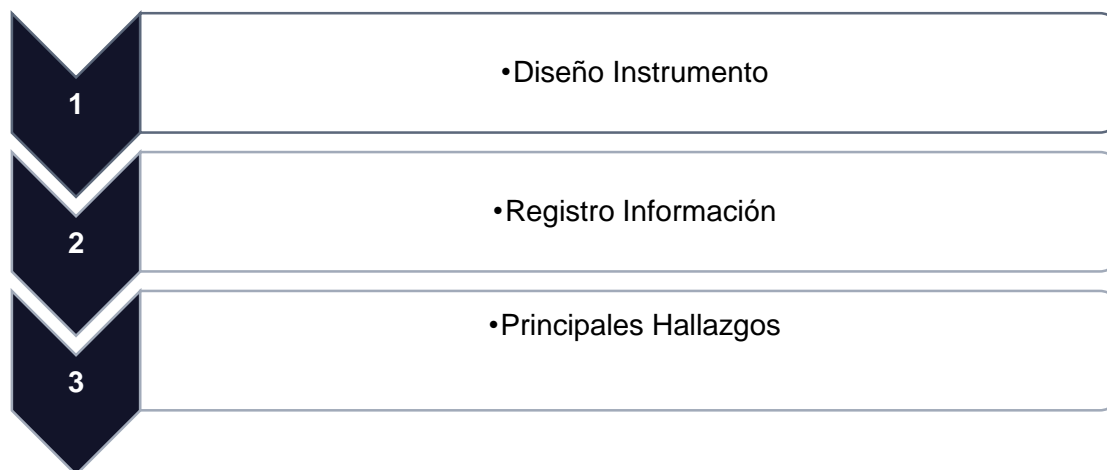 1
•Diseño Instrumento
2
•Registro Información
3
•Principales Hallazgos